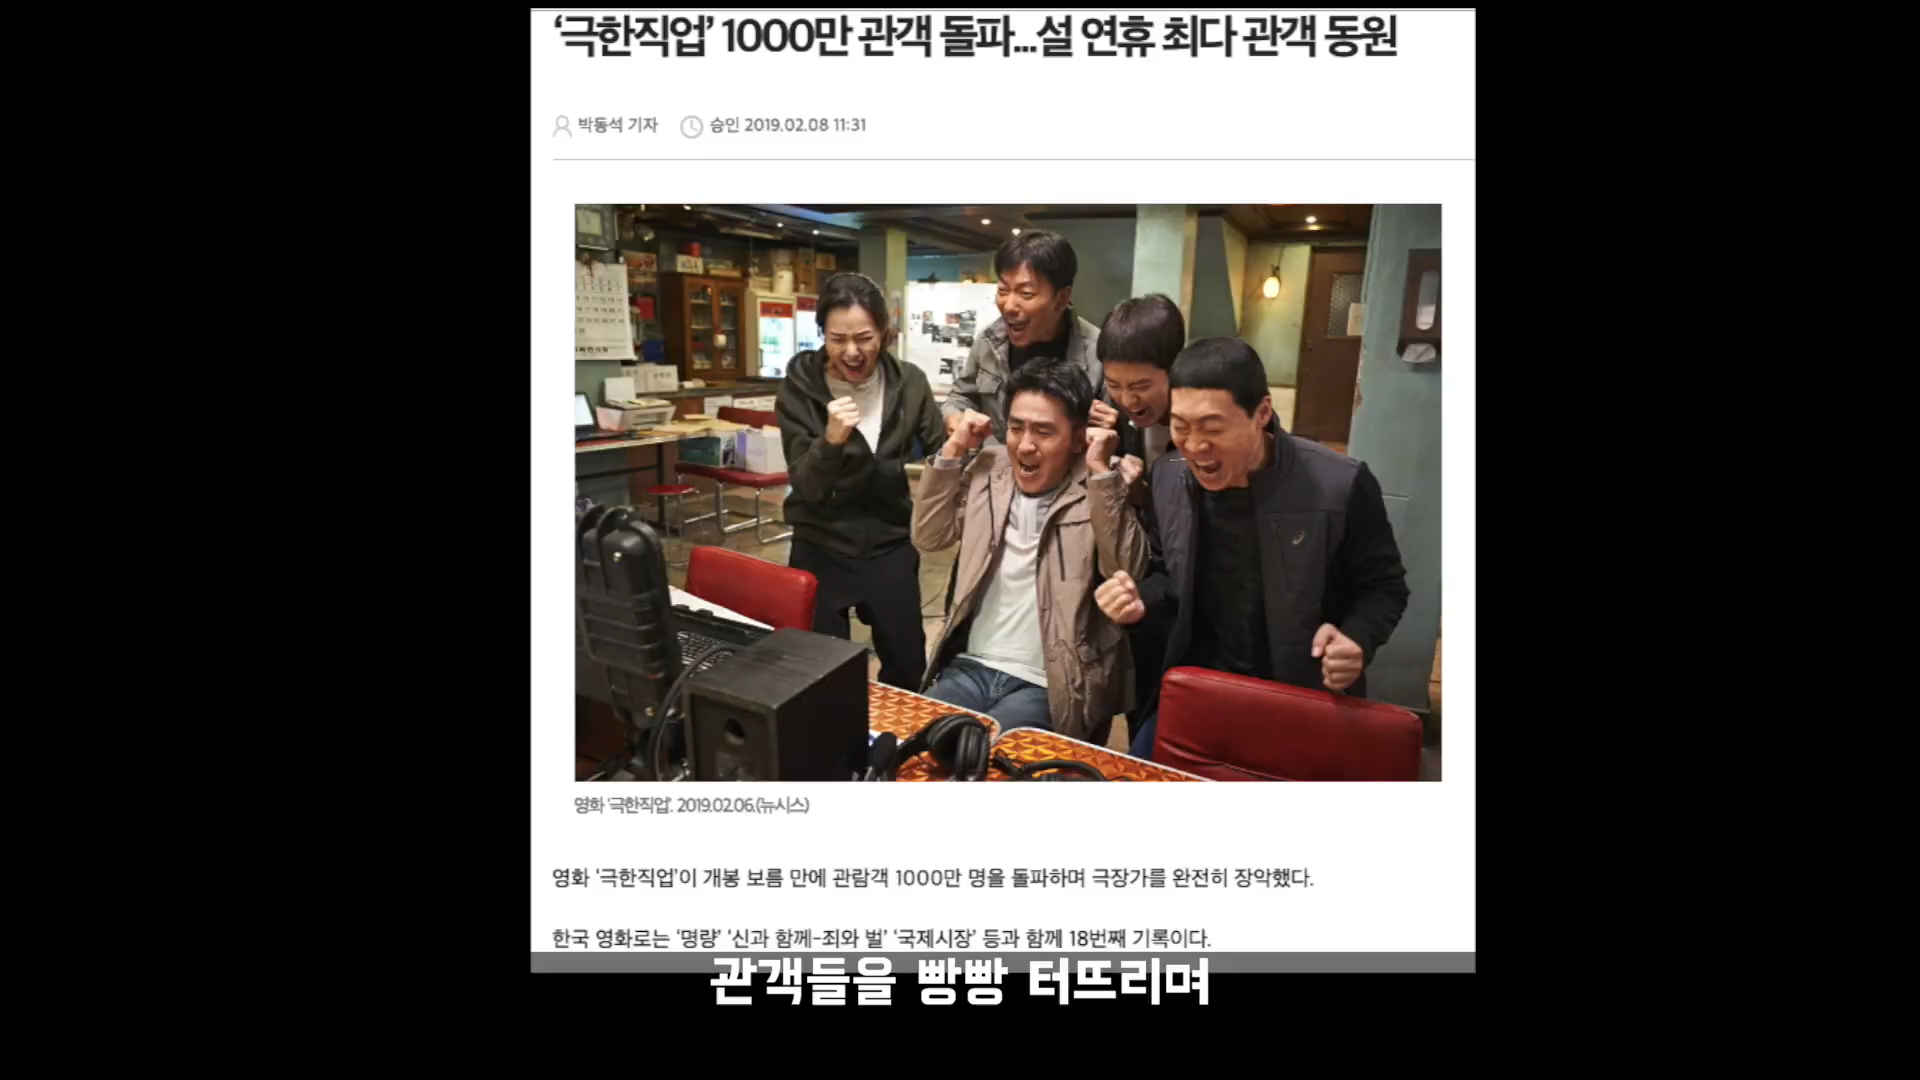 ‘극한직업’ 1000만 관객 돌파...설 연휴 최다 관객 동원
박동석 기자 승인 2019.02.08 11:31
영화 '극한직업'. 2019.02.06.(뉴시스)
영화 ‘극한직업’이 개봉 보름 만에 관람객 1000만 명을 돌파하며 극장가를 완전히 장악했다.
한국 영화로는 ‘명량’ ‘신과 함께-죄와 벌’ ‘국제시장’ 등과 함께 18번째 기록이다.
관객들을 빵빵 터뜨리며